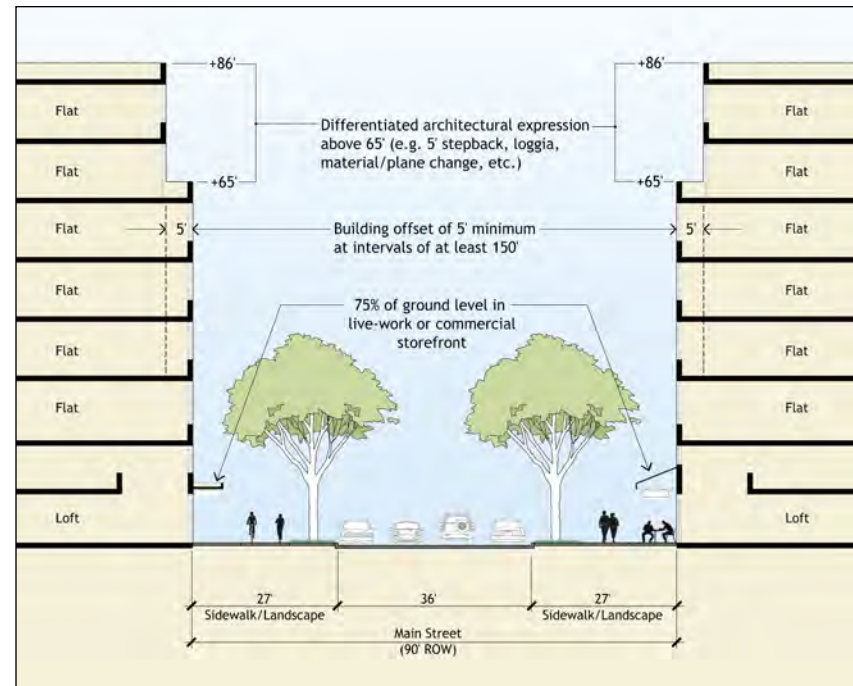 +86'
+86'
Flat
Flat
Differentiated architectural expression
above 65' (e.g. 5' stepback, loggia,
material/plane change, etc.)
Flat
Flat
+65'
+65'
Flat
5'
Building offset of 5' minimum
at intervals of at least 150'
5'
Flat
Flat
Flat
75% of ground level in
live-work or commercial
storefront
Flat
Flat
Flat
Flat
Loft
Loft
27'
36'
27'
Sidewalk/Landscape
Sidewalk/Landscape
Main Street
(90' ROW)